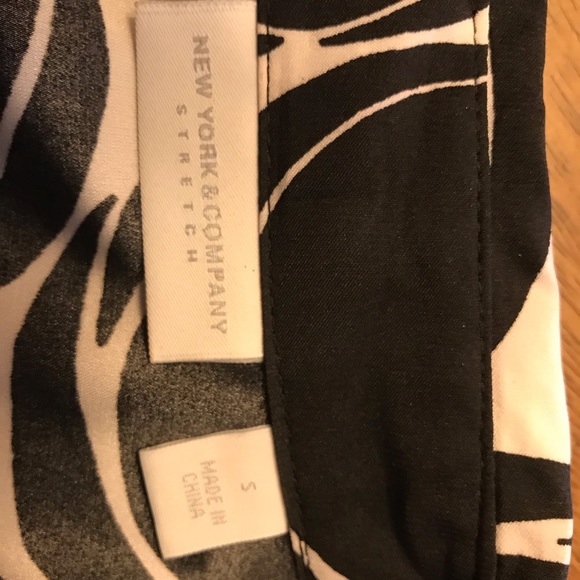 NEW YORK & COMPANY
STRETCH
S
MADE IN
CHINA